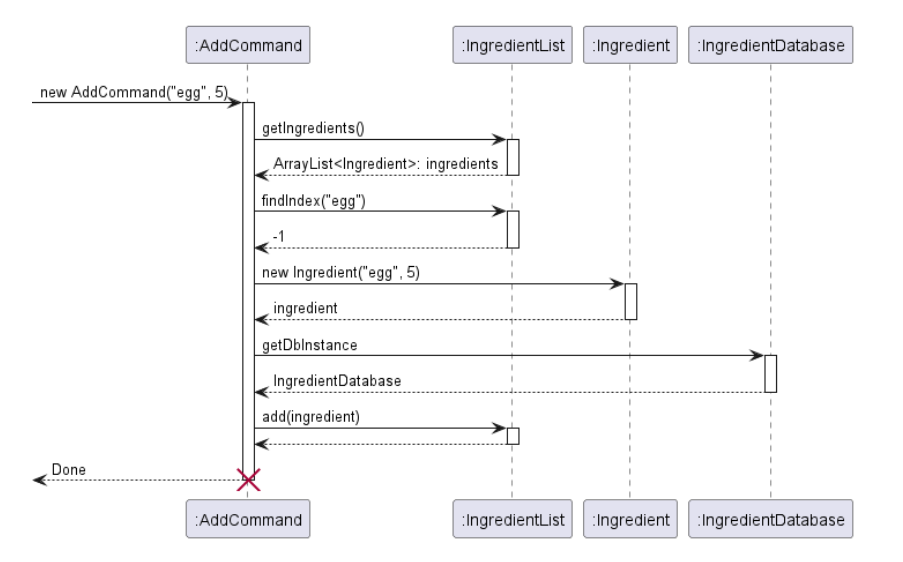 :AddCommand :IngredientList :Ingredient :IngredientDatabase
new AddCommand("egg", 5)
getIngredients()
ArrayList<Ingredient>: ingredients
findIndex("egg")
-1
new Ingredient("egg", 5)
ingredient
getDbInstance
IngredientDatabase
add(ingredient)
Done
:AddCommand :IngredientList :Ingredient :IngredientDatabase